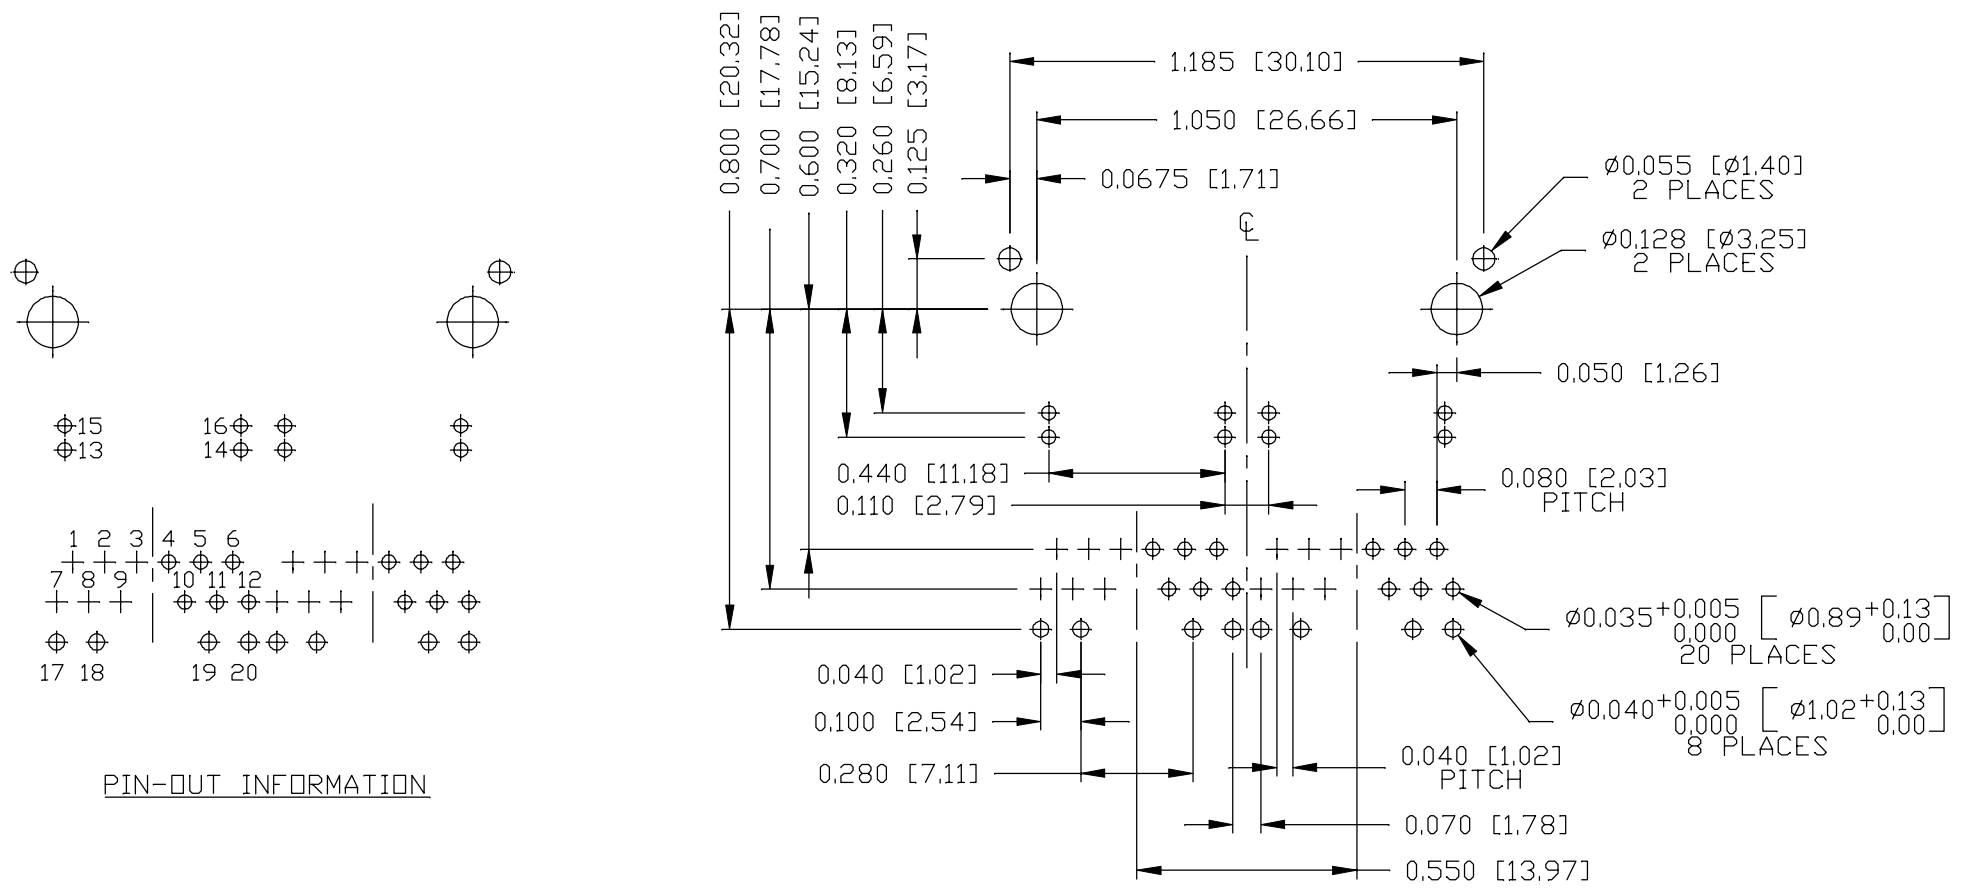 0.800 [20.32]
0.700 [17.78]
0.600 [15.24]
0.320 [8.13]
0.260 [6.59]
0.125 [3.17]
1.185 [30.10]
1.050 [26.66]
0.0675 [1.71]
Ø0.055 [Ø1.40]
2 PLACES
℄
Ø0.128 [Ø3.25]
2 PLACES
0.050 [1.26]
15 16
13 14
0.440 [11.18]
0.080 [2.03]
PITCH
0.110 [2.79]
1 2 3 4 5 6
7 8 9 10 11 12
17 18 19 20
Ø0.035+0.005 [Ø0.89+0.13]
0.000 0.00
20 PLACES
0.040 [1.02]
0.100 [2.54]
Ø0.040+0.005 [Ø1.02+0.13]
0.000 0.00
8 PLACES
0.280 [7.11]
0.040 [1.02]
PITCH
PIN-OUT INFORMATION
0.070 [1.78]
0.550 [13.97]